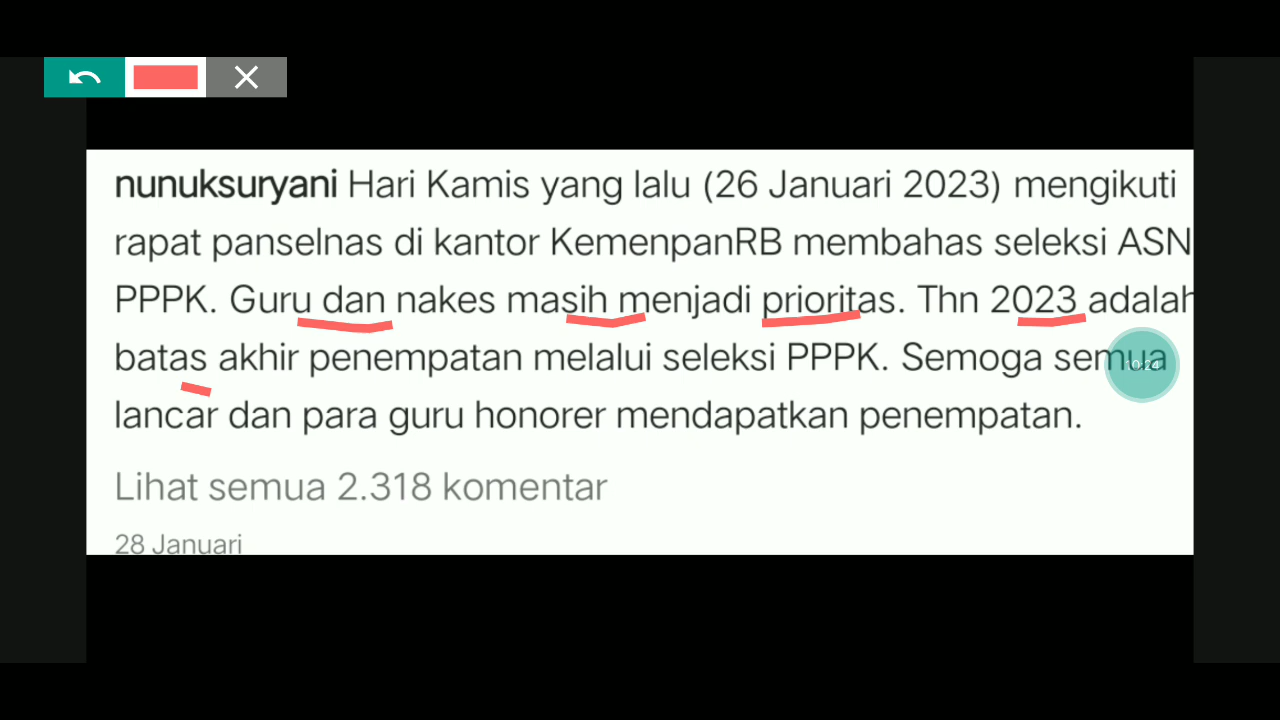 nunuksuryani Hari Kamis yang lalu (26 Januari 2023) mengikuti
rapat panselnas di kantor KemenpanRB membahas seleksi ASN
PPPK. Guru dan nakes masih menjadi prioritas. Thn 2023 adalah
batas akhir penempatan melalui seleksi PPPK. Semoga semua
10:24
lancar dan para guru honorer mendapatkan penempatan.
Lihat semua 2.318 komentar
28 Januari